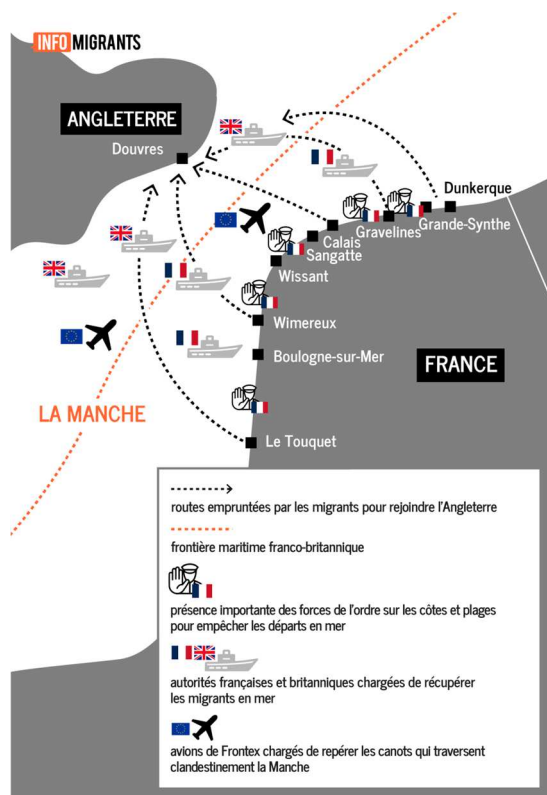 INFO MIGRANTS
ANGLETERRE
Douvres
Dunkerque
Grande-Synthe
Gravelines
Calais
Sangatte
Wissant
Wimereux
Boulogne-sur-Mer
FRANCE
LA MANCHE
Le Touquet
routes empruntées par les migrants pour rejoindre l'Angleterre
frontière maritime franco-britannique
présence importante des forces de l'ordre sur les côtes et plages
pour empêcher les départs en mer
autorités françaises et britanniques chargées de récupérer
les migrants en mer
avions de Frontex chargés de repérer les canots qui traversent
clandestinement la Manche